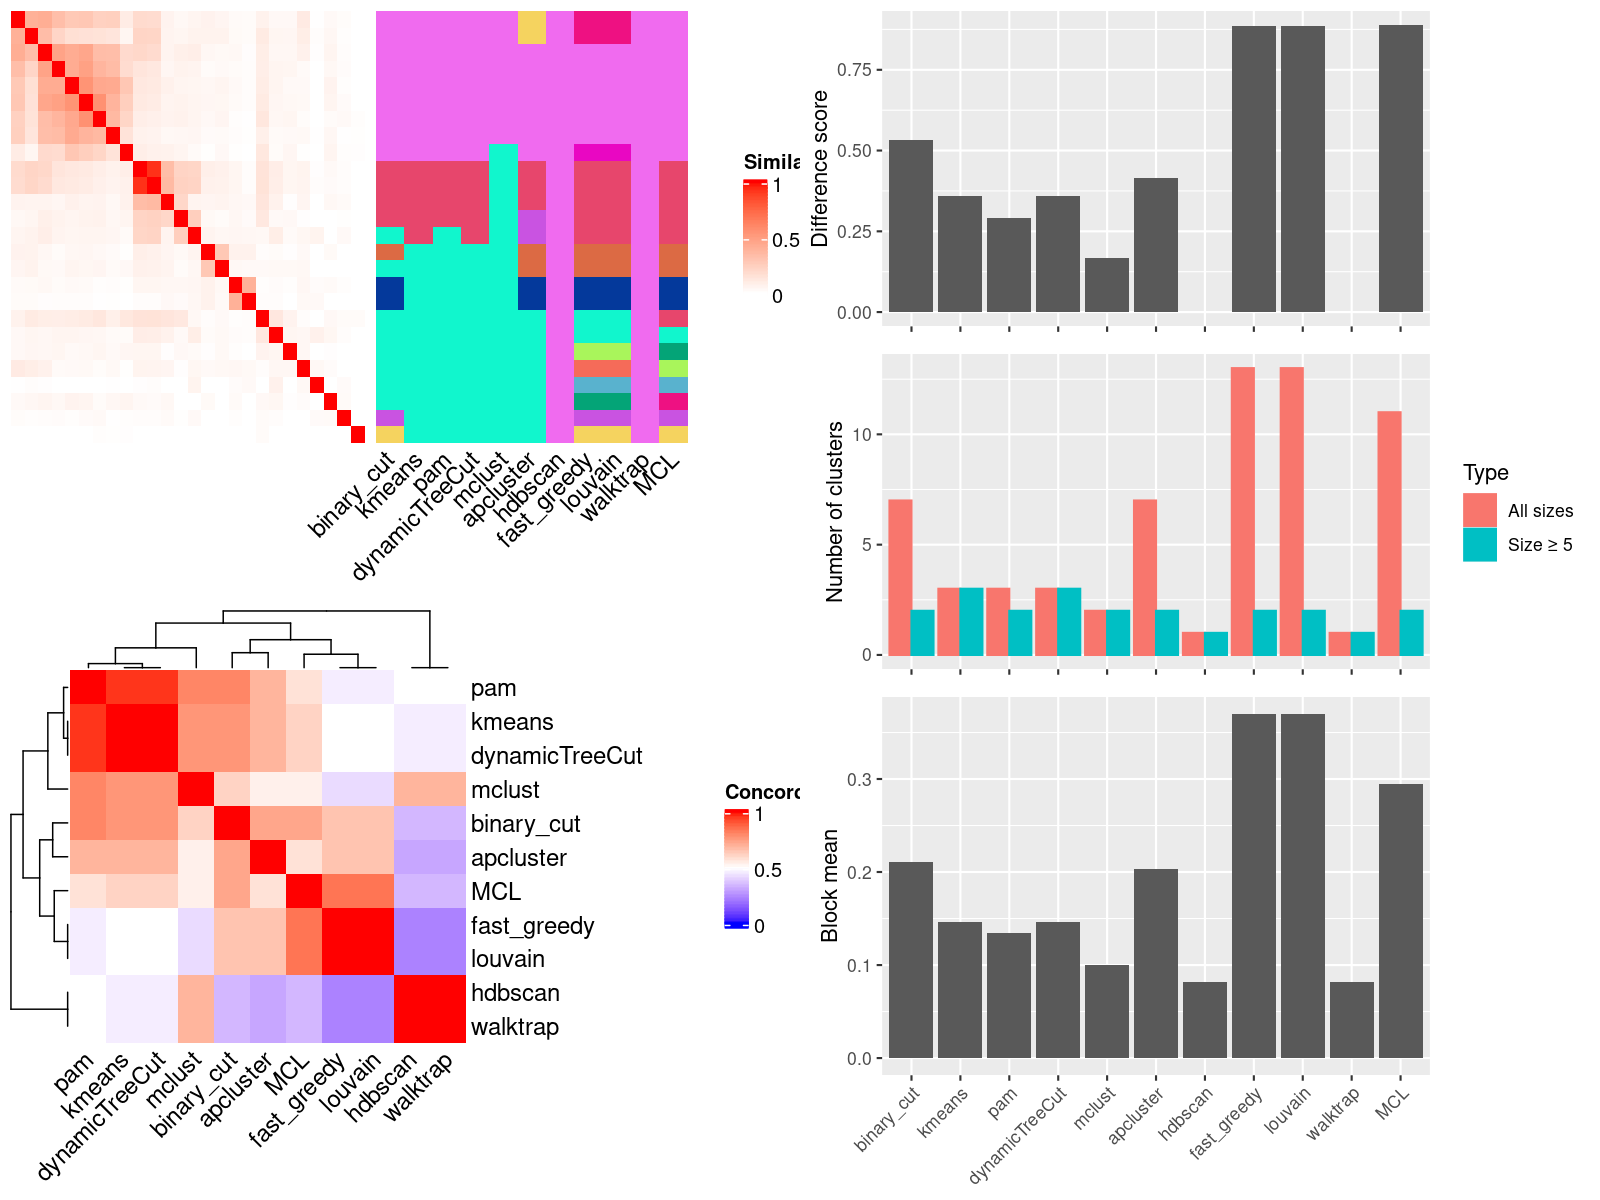 Simila
1
0.5
0
binary_cut
kmeans
pam
dynamicTreeCut
mclust
apcluster
hdbscan
fast_greedy
louvain
walktrap
MCL
pam
kmeans
dynamicTreeCut
mclust
binary_cut
apcluster
MCL
fast_greedy
louvain
hdbscan
walktrap
Concord
1
0.5
0
pam
kmeans
dynamicTreeCut
mclust
binary_cut
apcluster
MCL
fast_greedy
louvain
hdbscan
walktrap
Difference score
0.75
0.50
0.25
0.00
Number of clusters
10
5
0
Type
All sizes
Size ≥ 5
Block mean
0.3
0.2
0.1
0.0
binary_cut
kmeans
pam
dynamicTreeCut
mclust
apcluster
hdbscan
fast_greedy
louvain
walktrap
MCL